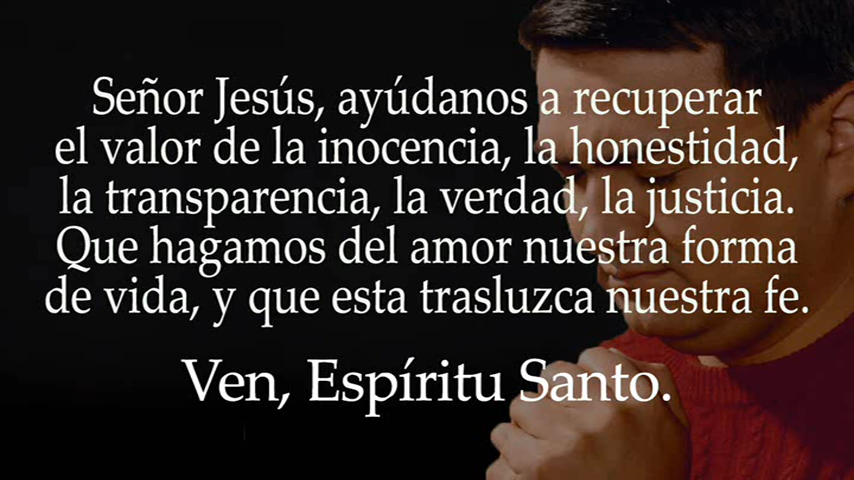 Señor Jesús, ayúdanos a recuperar
el valor de la inocencia, la honestidad,
la transparencia, la verdad, la justicia.
Que hagamos del amor nuestra forma
de vida, y que esta trasluzca nuestra fe.
Ven, Espíritu Santo.